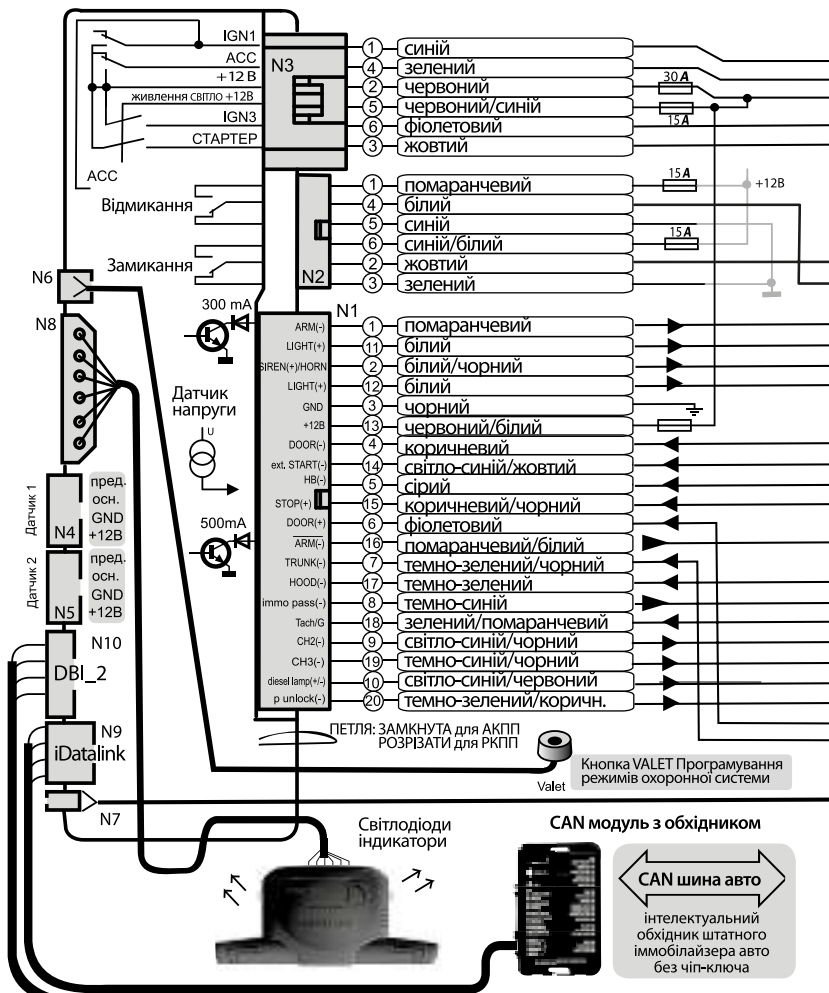 IGN1
ACC
+12 В
живлення СВІТЛО +12В
IGN3
СТАРТЕР
ACC
N3
1 синій
4 зелений
2 червоний
30 А
5 червоний/синій
15 А
6 фіолетовий
3 жовтий
Відмикання
Замикання
N2
1 помаранчевий
15 А
+12В
4 білий
5 синій
6 синій/білий
15 А
2 жовтий
3 зелений
N6
N8
300 mA
Датчик
напруги
U
500mA
N1
ARM(-) 1 помаранчевий
LIGHT(+) 11 білий
SIREN(+)/HORN 2 білий/чорний
LIGHT(+) 12 білий
GND 3 чорний
+12В 13 червоний/білий
DOOR(-) 4 коричневий
ext. START(-) 14 світло-синій/жовтий
HB(-) 5 сірий
STOP(+) 15 коричневий/чорний
DOOR(+) 6 фіолетовий
ARM(-) 16 помаранчевий/білий
TRUNK(-) 7 темно-зелений/чорний
HOOD(-) 17 темно-зелений
immo pass(-) 8 темно-синій
Tach/G 18 зелений/помаранчевий
CH2(-) 9 світло-синій/чорний
CH3(-) 19 темно-синій/чорний
diesel lamp(+/-) 10 світло-синій/червоний
p unlock(-) 20 темно-зелений/коричн.
Датчик 1
N4
пред.
осн.
GND
+12В
Датчик 2
N5
пред.
осн.
GND
+12В
N10
DBI_2
N9
iDatalink
N7
ПЕТЛЯ: ЗАМКНУТА для АКПП
РОЗРІЗАТИ для РКПП
Valet
Кнопка VALET Програмування
режимів охоронної системи
Світлодіоди
індикатори
CAN модуль з обхідником
CAN шина авто
інтелектуальний
обхідник штатного
іммобілайзера авто
без чіп-ключа